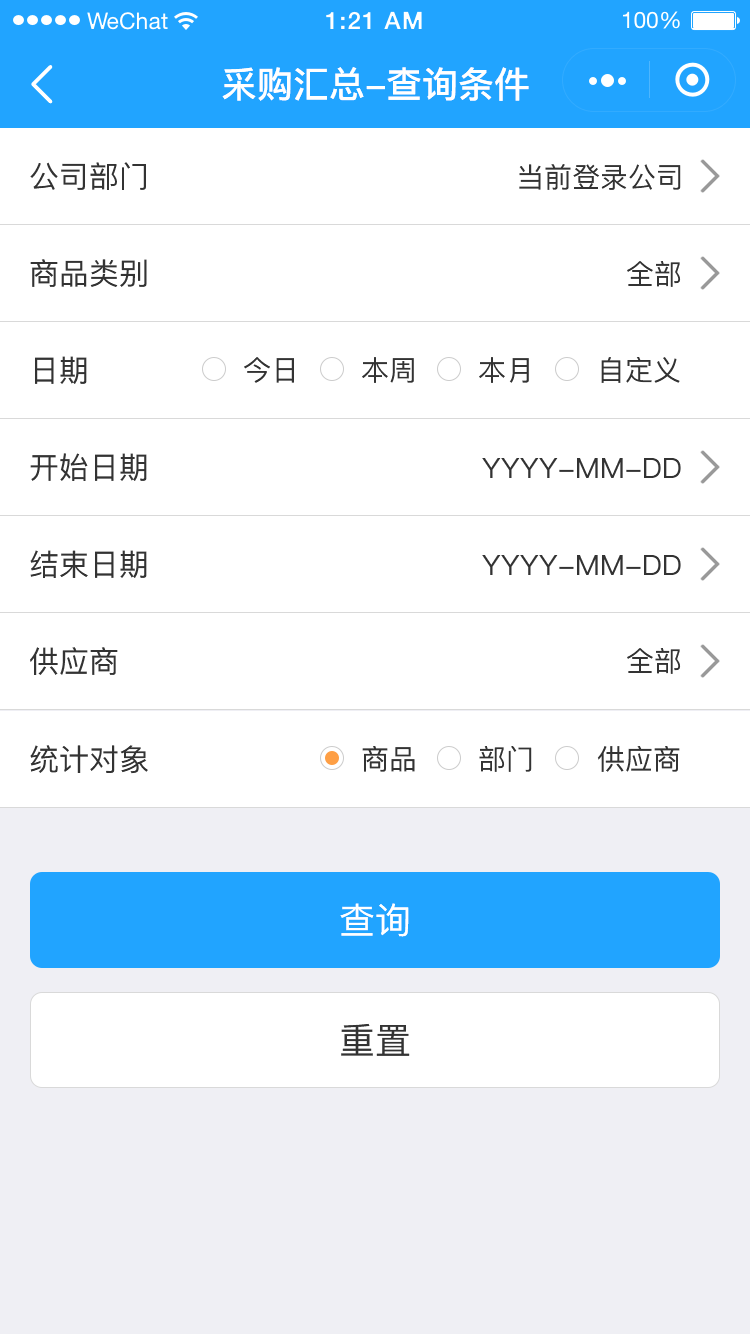 WeChat 1:21 AM 100%
采购汇总–查询条件
公司部门 当前登录公司
商品类别 全部
日期 今日 本周 本月 自定义
开始日期 YYYY–MM–DD
结束日期 YYYY–MM–DD
供应商 全部
统计对象 商品 部门 供应商
查询
重置